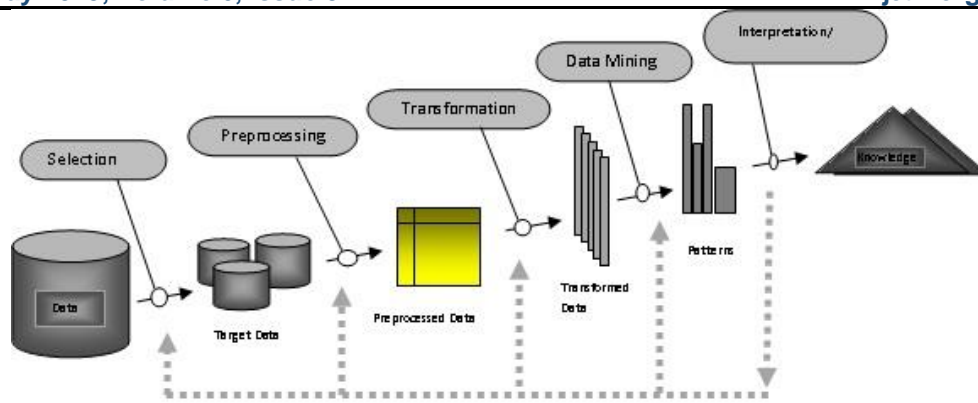 Interpretation/
Data Mining
Transformation
Preprocessing
Selection
Knowledge
Data
Target Data
Preprocessed Data
Transformed
Data
Patterns